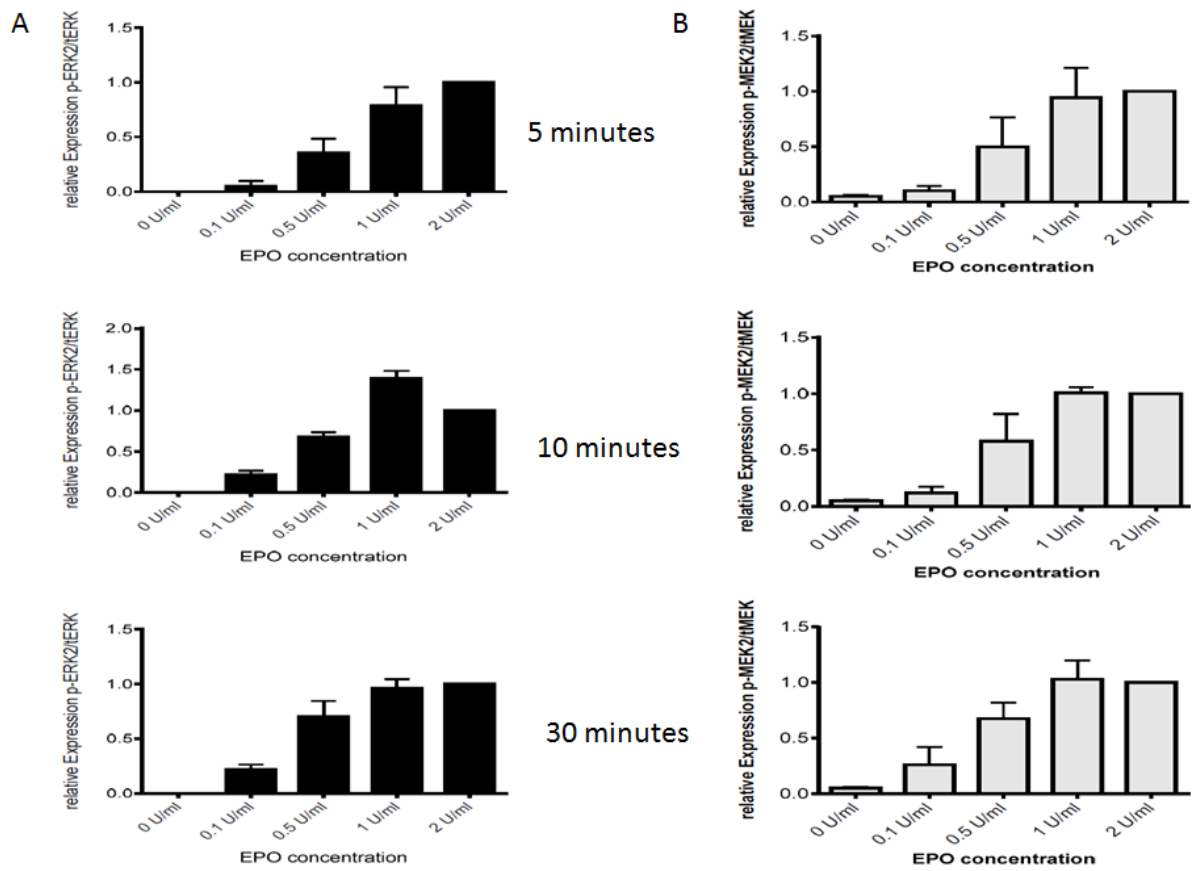 A
relative Expression p-ERK2/tERK
1.5
1.0
0.5
0.0
0 U/ml
0.1 U/ml
0.5 U/ml
1 U/ml
2 U/ml
EPO concentration
5 minutes
B
relative Expression p-MEK2/tMEK
1.5
1.0
0.5
0.0
0 U/ml
0.1 U/ml
0.5 U/ml
1 U/ml
2 U/ml
EPO concentration
relative Expression p-ERK2/tERK
2.0
1.5
1.0
0.5
0.0
0 U/ml
0.1 U/ml
0.5 U/ml
1 U/ml
2 U/ml
EPO concentration
10 minutes
relative Expression p-MEK2/tMEK
1.5
1.0
0.5
0.0
0 U/ml
0.1 U/ml
0.5 U/ml
1 U/ml
2 U/ml
EPO concentration
relative Expression p-ERK2/tERK
1.5
1.0
0.5
0.0
0 U/ml
0.1 U/ml
0.5 U/ml
1 U/ml
2 U/ml
EPO concentration
30 minutes
relative Expression p-MEK2/tMEK
1.5
1.0
0.5
0.0
0 U/ml
0.1 U/ml
0.5 U/ml
1 U/ml
2 U/ml
EPO concentration